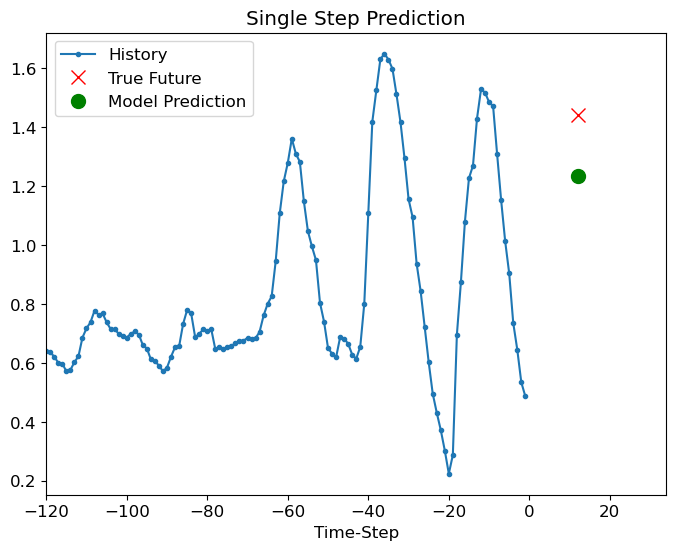 Single Step Prediction
History
True Future
Model Prediction
1.6
1.4
1.2
1.0
0.8
0.6
0.4
0.2
−120 −100 −80 −60 −40 −20 0 20
Time-Step